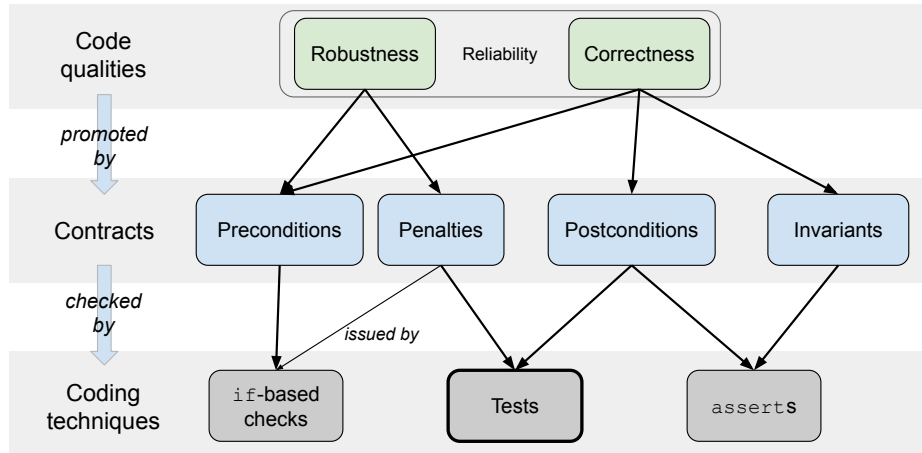 Code
qualities
Robustness
Reliability
Correctness
promoted
by
Contracts
Preconditions
Penalties
Postconditions
Invariants
checked
by
issued by
Coding
techniques
if-based
checks
Tests
asserts